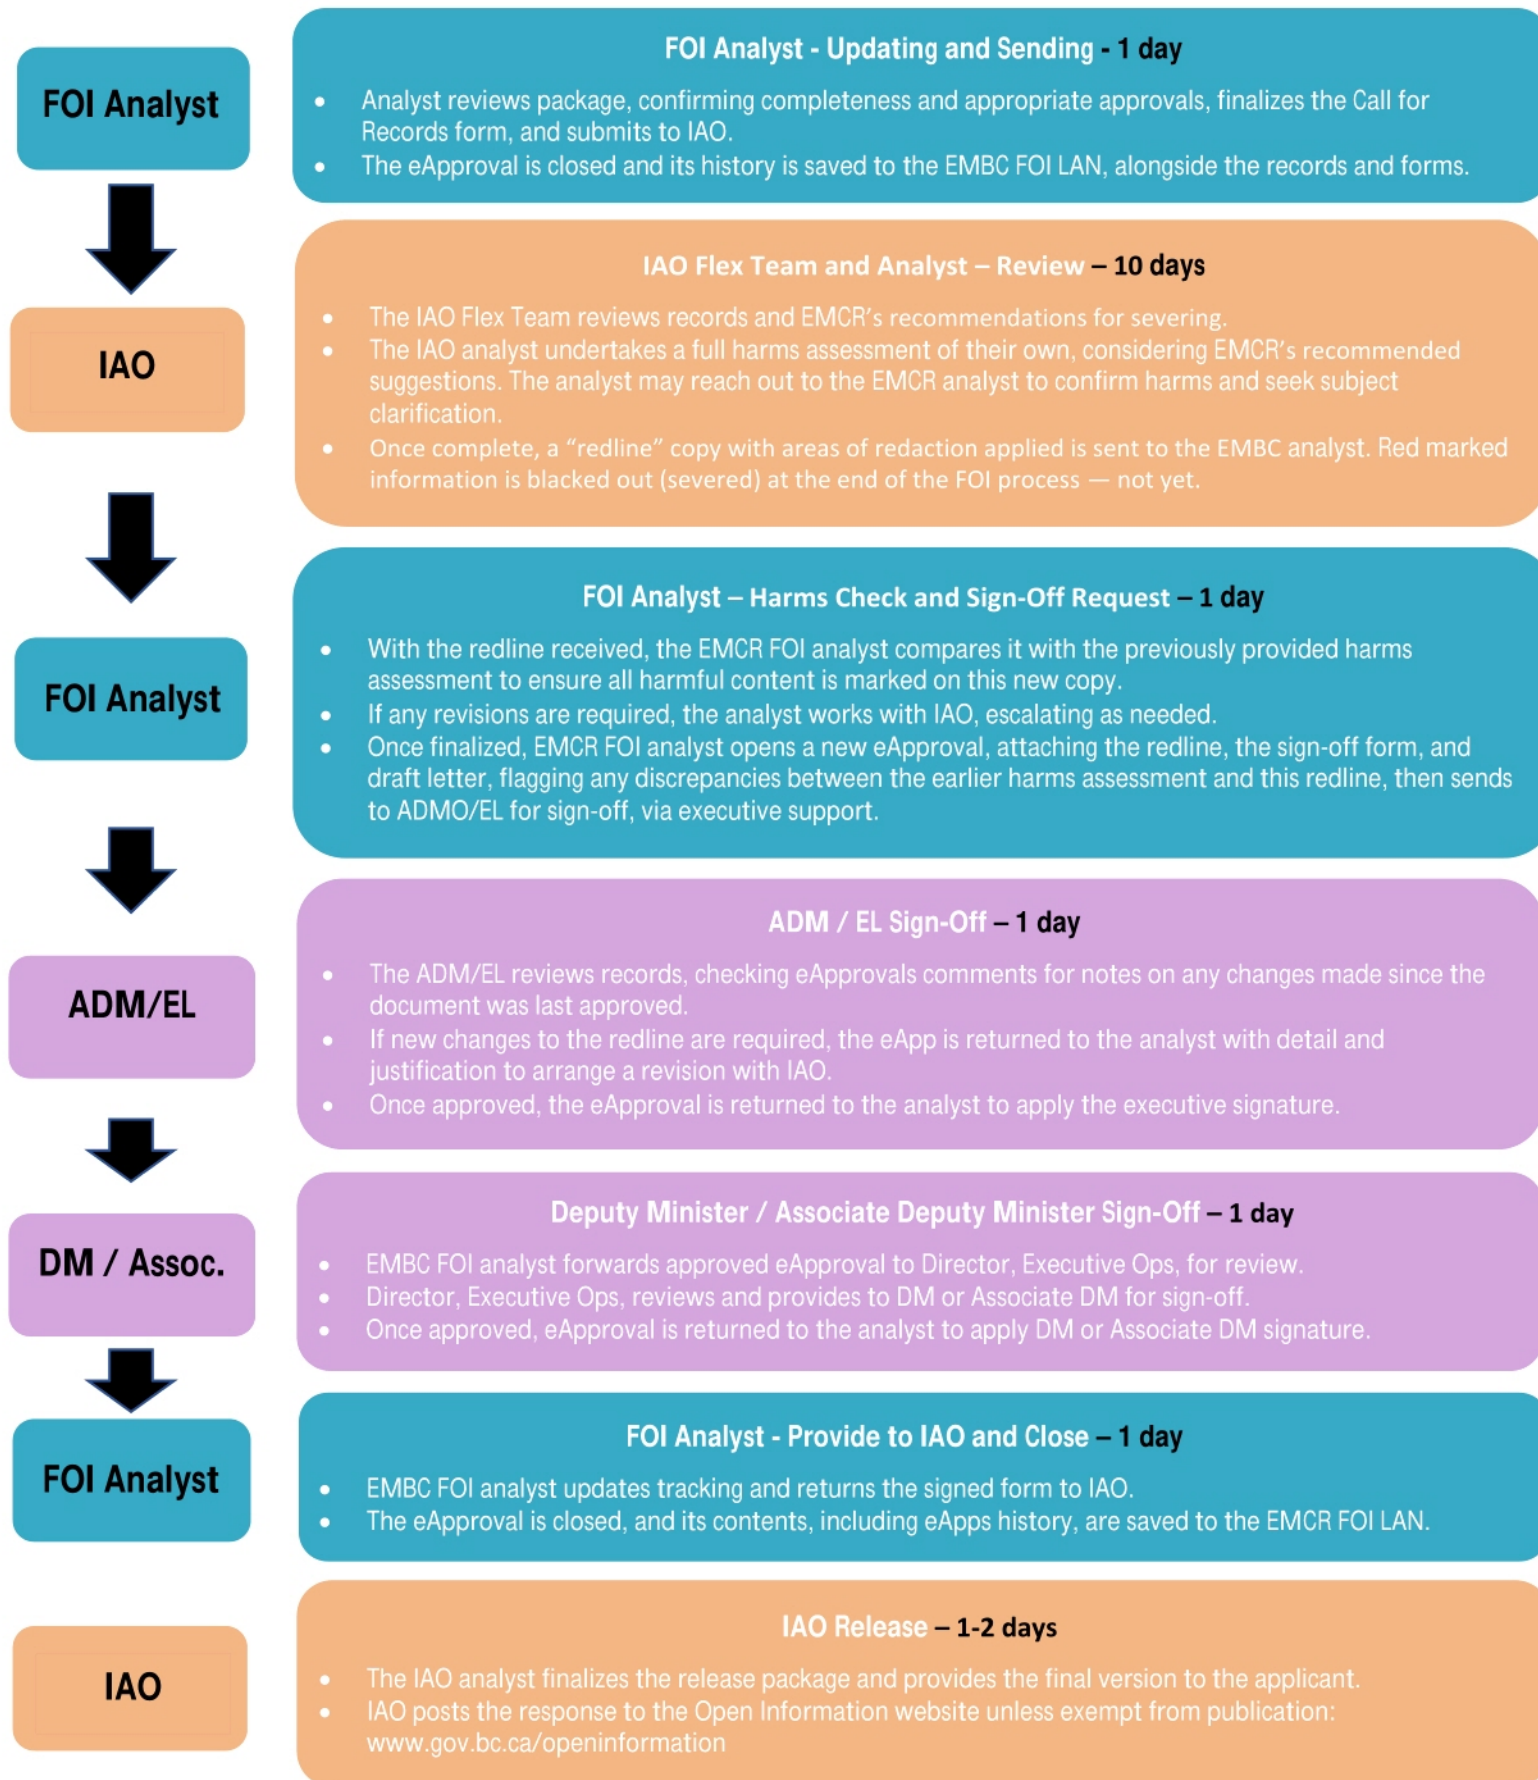 FOI Analyst
FOI Analyst - Updating and Sending - 1 day
• Analyst reviews package, confirming completeness and appropriate approvals, finalizes the Call for
Records form, and submits to IAO.
• The eApproval is closed and its history is saved to the EMBC FOI LAN, alongside the records and forms.
IAO
IAO Flex Team and Analyst – Review – 10 days
• The IAO Flex Team reviews records and EMCR's recommendations for severing.
• The IAO analyst undertakes a full harms assessment of their own, considering EMCR's recommended
suggestions. The analyst may reach out to the EMCR analyst to confirm harms and seek subject
clarification.
• Once complete, a “redline” copy with areas of redaction applied is sent to the EMBC analyst. Red marked
information is blacked out (severed) at the end of the FOI process — not yet.
FOI Analyst
FOI Analyst – Harms Check and Sign-Off Request – 1 day
• With the redline received, the EMCR FOI analyst compares it with the previously provided harms
assessment to ensure all harmful content is marked on this new copy.
• If any revisions are required, the analyst works with IAO, escalating as needed.
• Once finalized, EMCR FOI analyst opens a new eApproval, attaching the redline, the sign-off form, and
draft letter, flagging any discrepancies between the earlier harms assessment and this redline, then sends
to ADMO/EL for sign-off, via executive support.
ADM/EL
ADM / EL Sign-Off – 1 day
• The ADM/EL reviews records, checking eApprovals comments for notes on any changes made since the
document was last approved.
• If new changes to the redline are required, the eApp is returned to the analyst with detail and
justification to arrange a revision with IAO.
• Once approved, the eApproval is returned to the analyst to apply the executive signature.
DM / Assoc.
Deputy Minister / Associate Deputy Minister Sign-Off – 1 day
• EMBC FOI analyst forwards approved eApproval to Director, Executive Ops, for review.
• Director, Executive Ops, reviews and provides to DM or Associate DM for sign-off.
• Once approved, eApproval is returned to the analyst to apply DM or Associate DM signature.
FOI Analyst
FOI Analyst - Provide to IAO and Close – 1 day
• EMBC FOI analyst updates tracking and returns the signed form to IAO.
• The eApproval is closed, and its contents, including eApps history, are saved to the EMCR FOI LAN.
IAO
IAO Release – 1-2 days
• The IAO analyst finalizes the release package and provides the final version to the applicant.
• IAO posts the response to the Open Information website unless exempt from publication:
www.gov.bc.ca/openinformation